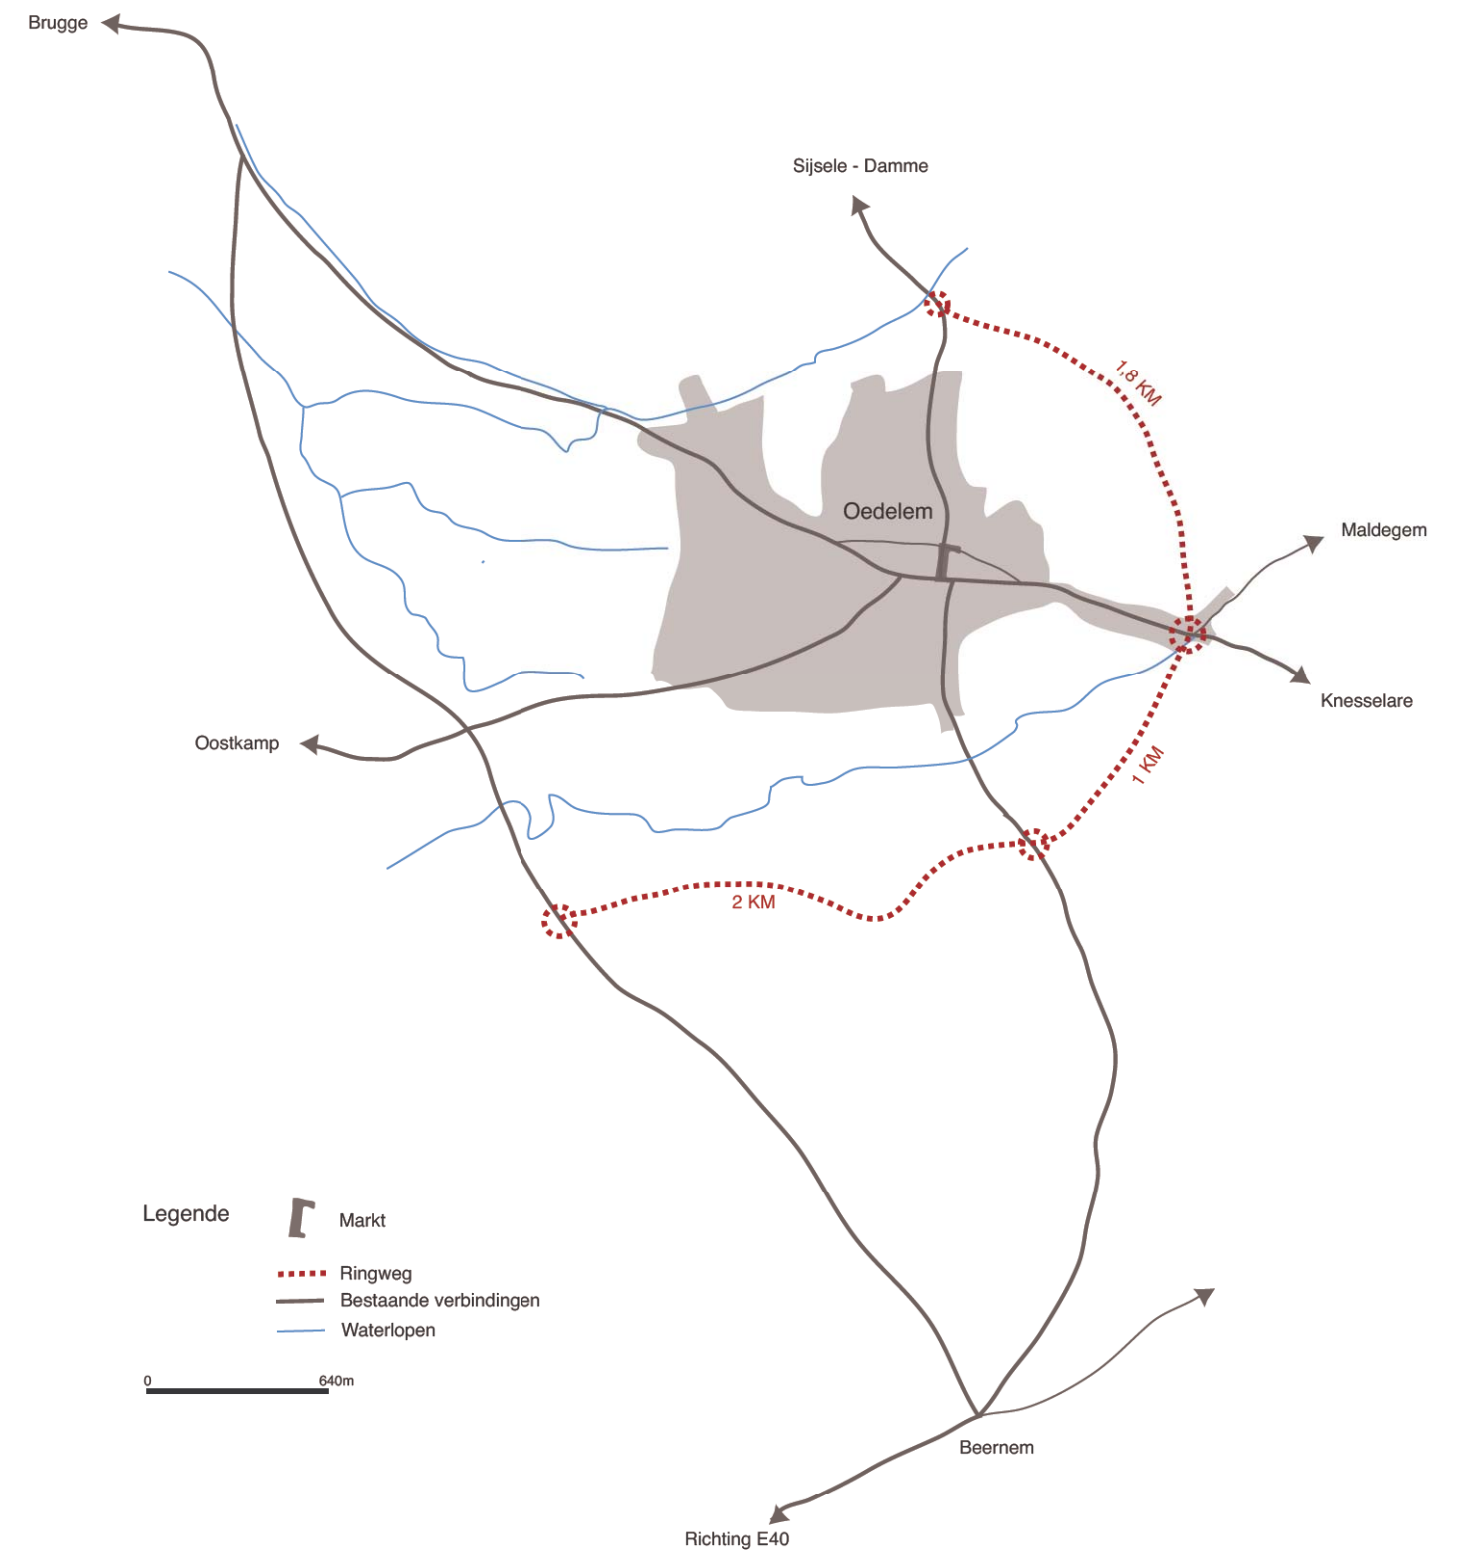 Brugge
Sijsele - Damme
1,8 KM
Oedelem
Maldegem
Knesselare
Oostkamp
1 KM
2 KM
Legende
Markt
Ringweg
Bestaande verbindingen
Waterlopen
0 640m
Beernem
Richting E40